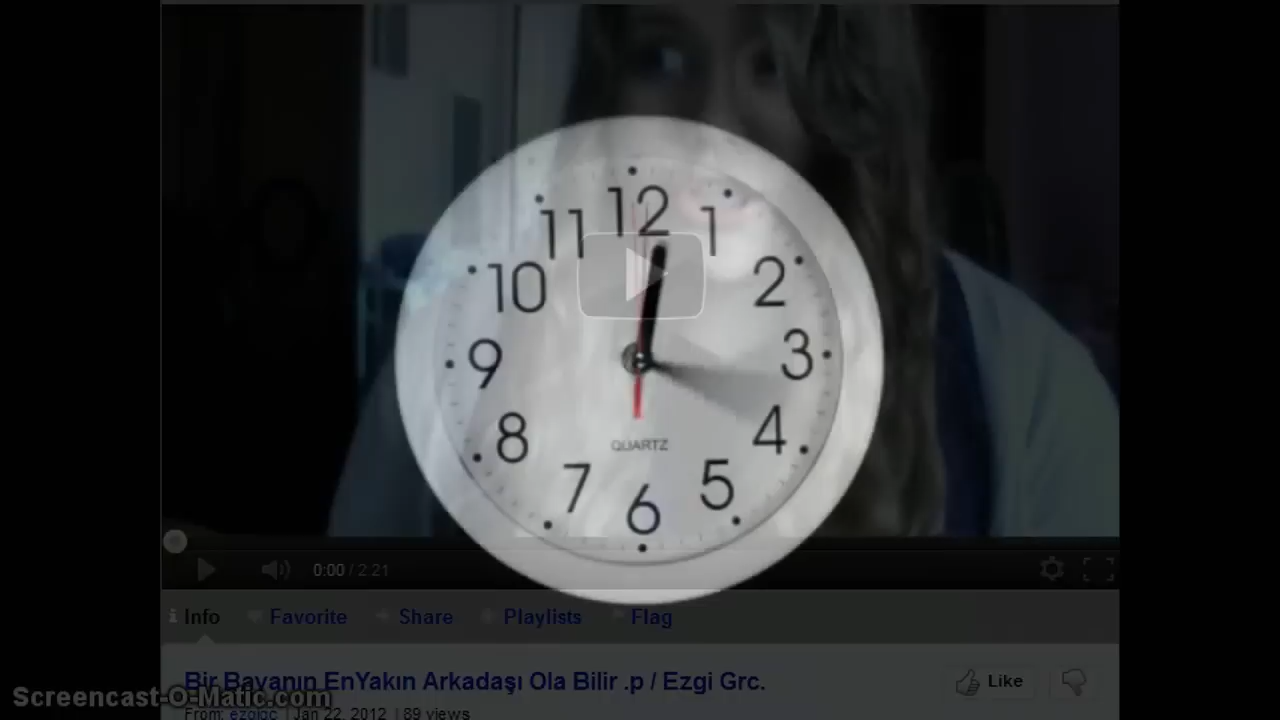 12
11
1
10
2
9
3
8
4
QUARTZ
7
5
6
0:00 / 2:21
Info Favorite Share Playlists Flag
Bir Bayanın EnYakın Arkadaşı Ola Bilir .p / Ezgi Grc.
Like
Screencast-O-Matic.com
From: ezgigc | Jan 22, 2012 | 89 views